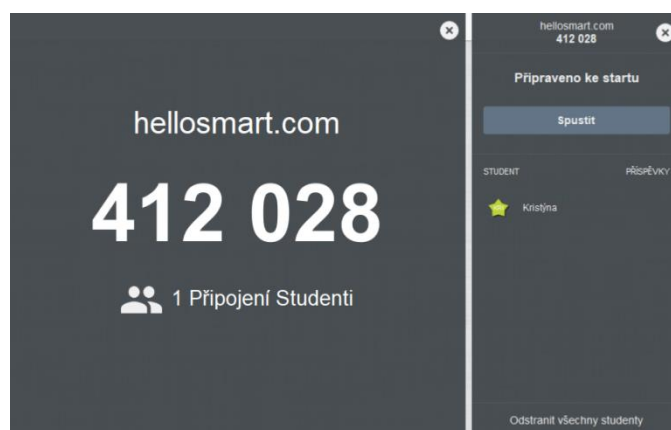 hellosmart.com
412 028
1 Připojení Studenti
hellosmart.com
412 028
Připraveno ke startu
Spustit
STUDENT PŘÍSPĚVKY
Kristýna
Odstranit všechny studenty